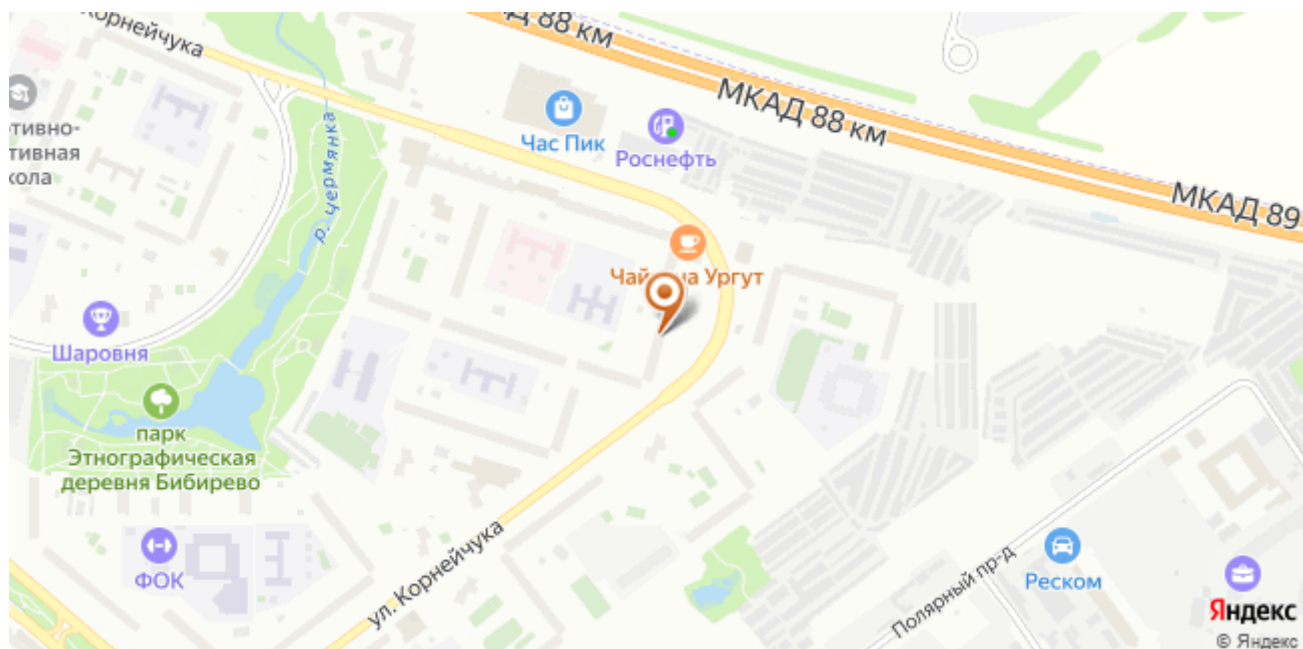 Корнейчука
МКАД 88 км
МКАД 88 км
МКАД 89
Час Пик
Роснефть
р. Чермянка
тивно-
тивная
кола
Ургут
Шаровня
парк
Этнографическая
деревня Бибирево
ФОК
ул. Корнейчука
Полярный пр-д
Реском
Яндекс
© Яндекс